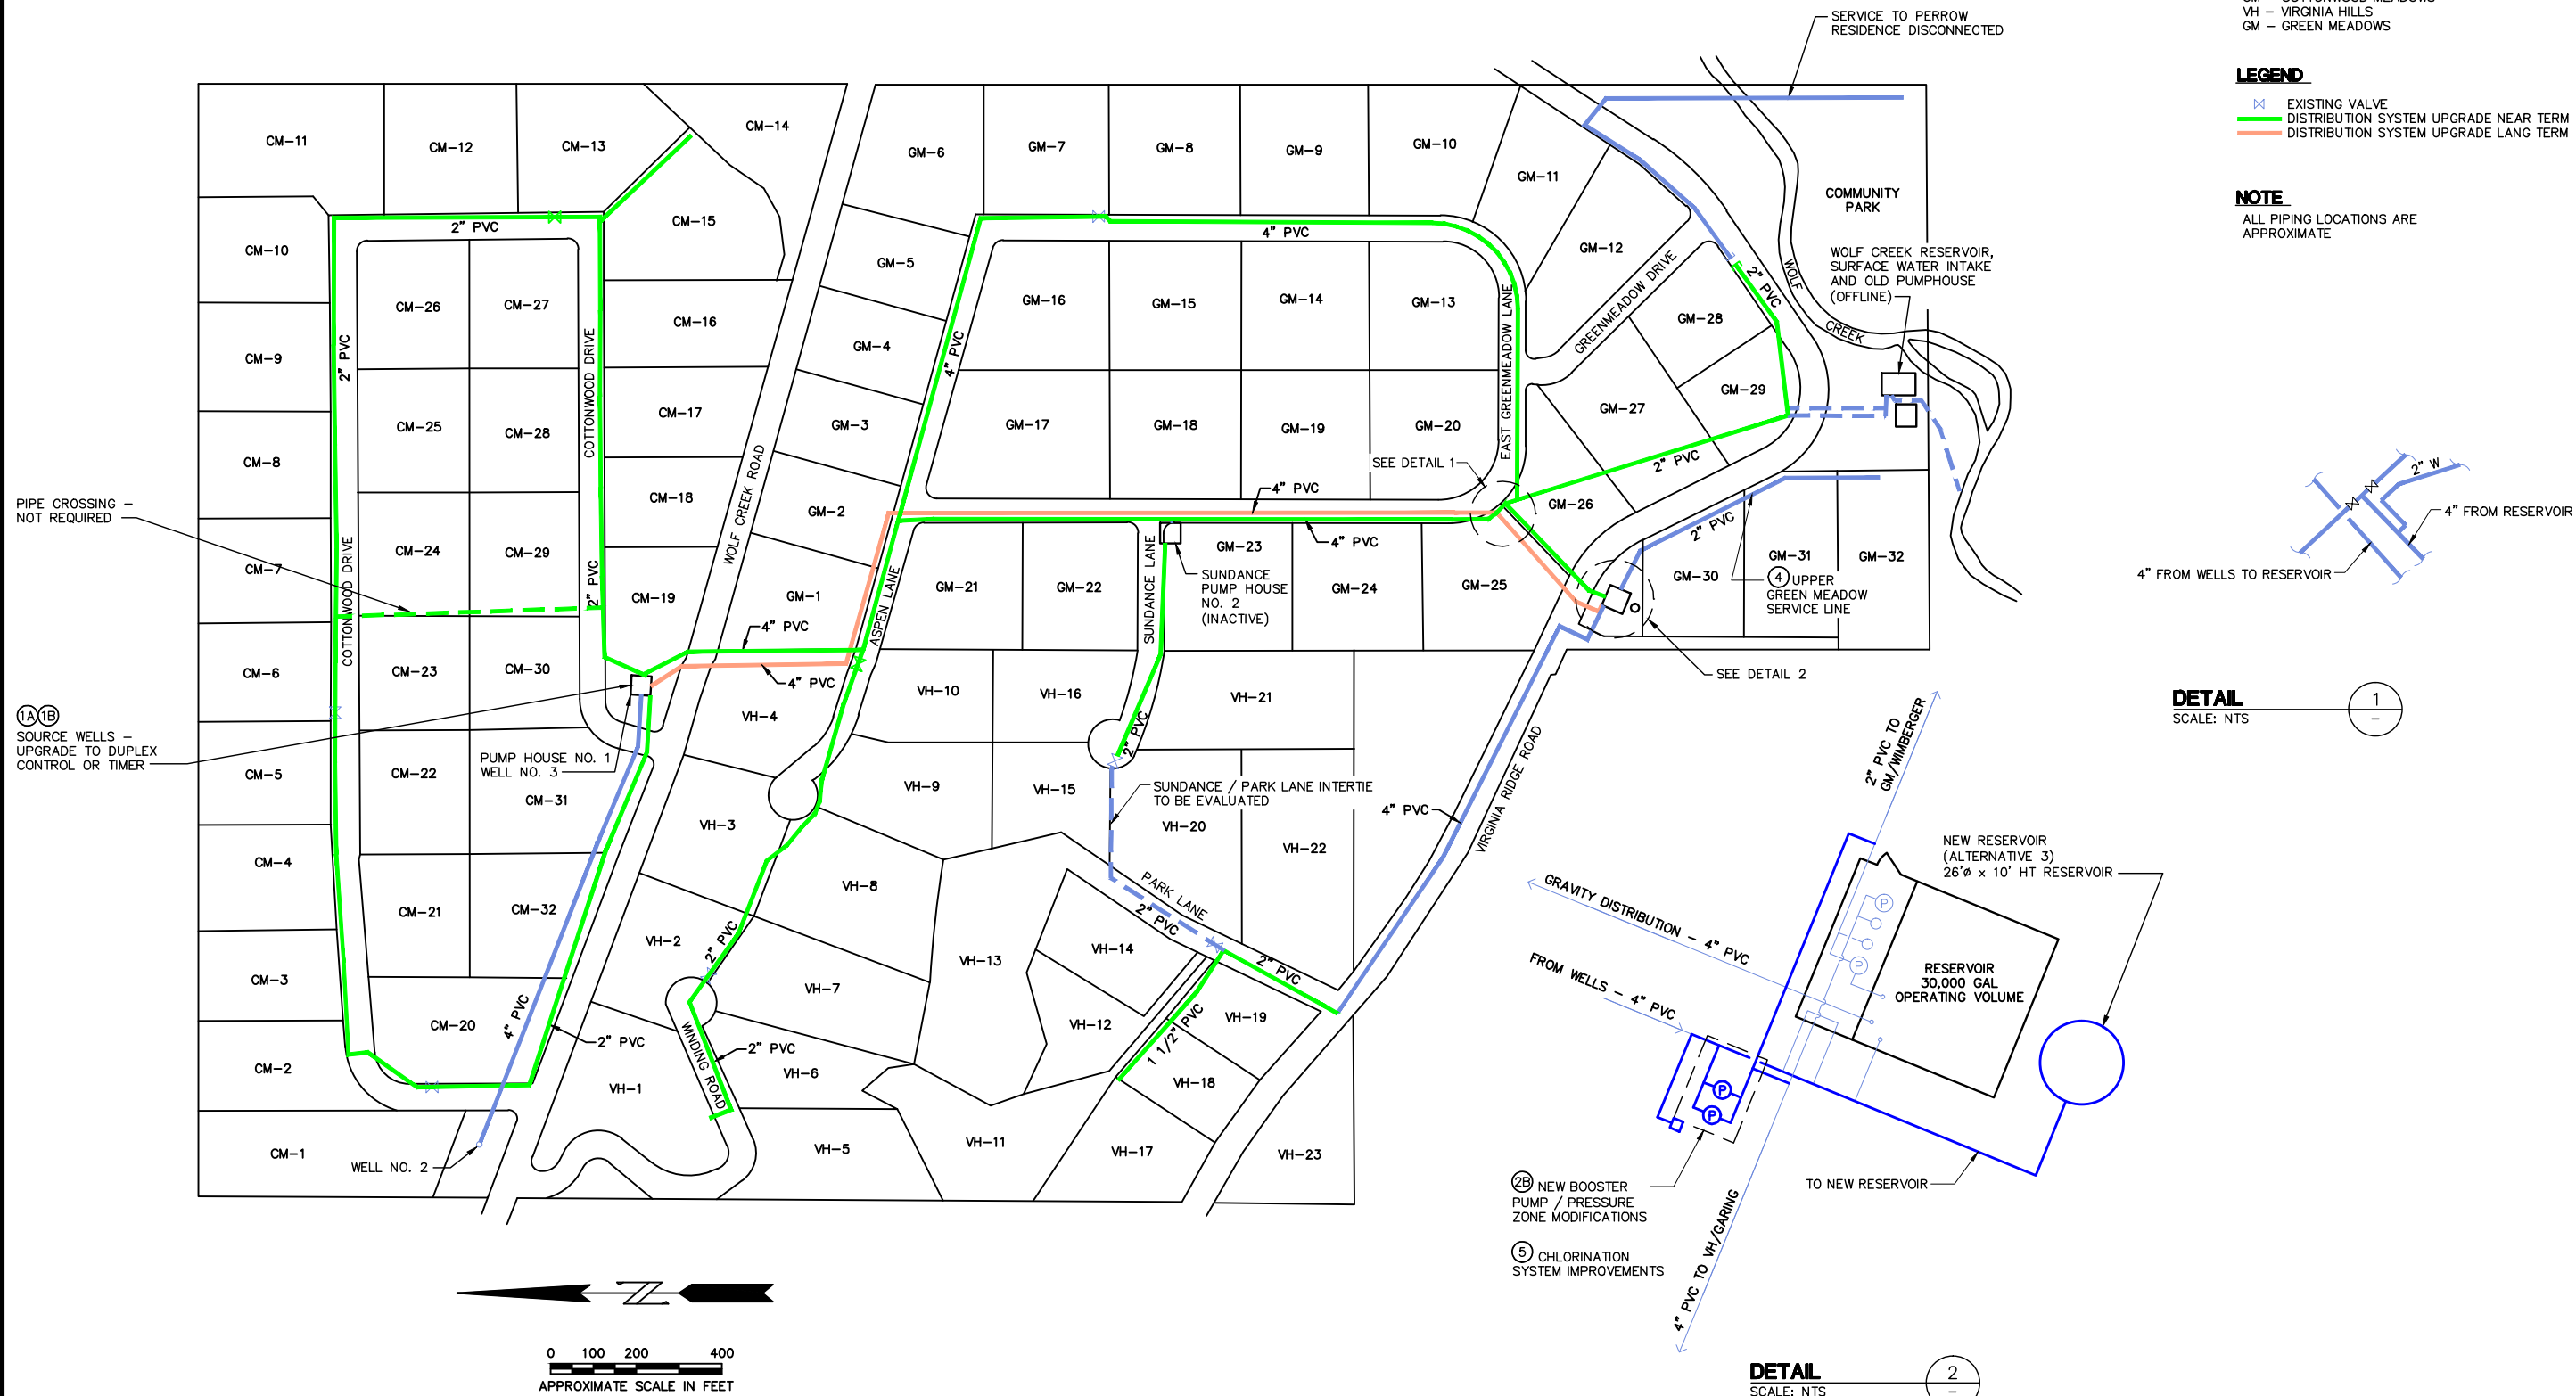 VH – VIRGINIA HILLS
GM – GREEN MEADOWS
LEGEND
EXISTING VALVE
DISTRIBUTION SYSTEM UPGRADE NEAR TERM
DISTRIBUTION SYSTEM UPGRADE LANG TERM
NOTE
ALL PIPING LOCATIONS ARE
APPROXIMATE
SERVICE TO PERROW
RESIDENCE DISCONNECTED
COMMUNITY
PARK
WOLF CREEK RESERVOIR,
SURFACE WATER INTAKE
AND OLD PUMPHOUSE
(OFFLINE)
WOLF
CREEK
CM–11
CM–12
CM–13
CM–14
CM–10
CM–15
CM–9
CM–26
CM–27
CM–16
CM–8
CM–25
CM–28
CM–17
CM–18
CM–7
CM–24
CM–29
CM–19
CM–6
CM–23
CM–30
CM–5
CM–22
CM–31
CM–4
CM–21
CM–32
CM–3
CM–20
CM–2
CM–1
2" PVC
2" PVC
2" PVC
COTTONWOOD DRIVE
COTTONWOOD DRIVE
WOLF CREEK ROAD
PIPE CROSSING –
NOT REQUIRED
1A 1B
SOURCE WELLS –
UPGRADE TO DUPLEX
CONTROL OR TIMER
PUMP HOUSE NO. 1
WELL NO. 3
4" PVC
2" PVC
WELL NO. 2
GM–6
GM–7
GM–8
GM–9
GM–10
GM–11
GM–12
GM–5
GM–4
GM–3
GM–2
GM–1
GM–16
GM–15
GM–14
GM–13
GM–17
GM–18
GM–19
GM–20
GM–28
GM–29
GM–27
GM–26
GM–21
GM–22
GM–23
GM–24
GM–25
GM–30
GM–31
GM–32
4" PVC
4" PVC
EAST GREENMEADOW LANE
GREENMEADOW DRIVE
2" PVC
2" PVC
SEE DETAIL 1
4" PVC
4" PVC
4" PVC
4" PVC
ASPEN LANE
SUNDANCE LANE
SUNDANCE
PUMP HOUSE
NO. 2
(INACTIVE)
2" PVC
4 UPPER
GREEN MEADOW
SERVICE LINE
SEE DETAIL 2
VH–4
VH–10
VH–16
VH–21
VH–3
VH–9
VH–15
VH–20
VH–22
VH–8
VH–2
VH–14
VH–13
VH–7
VH–12
VH–19
VH–1
VH–6
VH–18
VH–5
VH–11
VH–17
VH–23
2" PVC
SUNDANCE / PARK LANE INTERTIE
TO BE EVALUATED
PARK LANE
2" PVC
2" PVC
1 1/2" PVC
4" PVC
VIRGINIA RIDGE ROAD
2" PVC
WINDING ROAD
2" PVC
0 100 200 400
APPROXIMATE SCALE IN FEET
2" W
4" FROM RESERVOIR
4" FROM WELLS TO RESERVOIR
DETAIL 1
SCALE: NTS –
2" PVC TO
GM/WIMBERGER
NEW RESERVOIR
(ALTERNATIVE 3)
26'ø x 10' HT RESERVOIR
GRAVITY DISTRIBUTION – 4" PVC
FROM WELLS – 4" PVC
P
P
RESERVOIR
30,000 GAL
OPERATING VOLUME
P
P
2B NEW BOOSTER
PUMP / PRESSURE
ZONE MODIFICATIONS
5 CHLORINATION
SYSTEM IMPROVEMENTS
TO NEW RESERVOIR
4" PVC TO VH/GARING
DETAIL 2
SCALE: NTS –